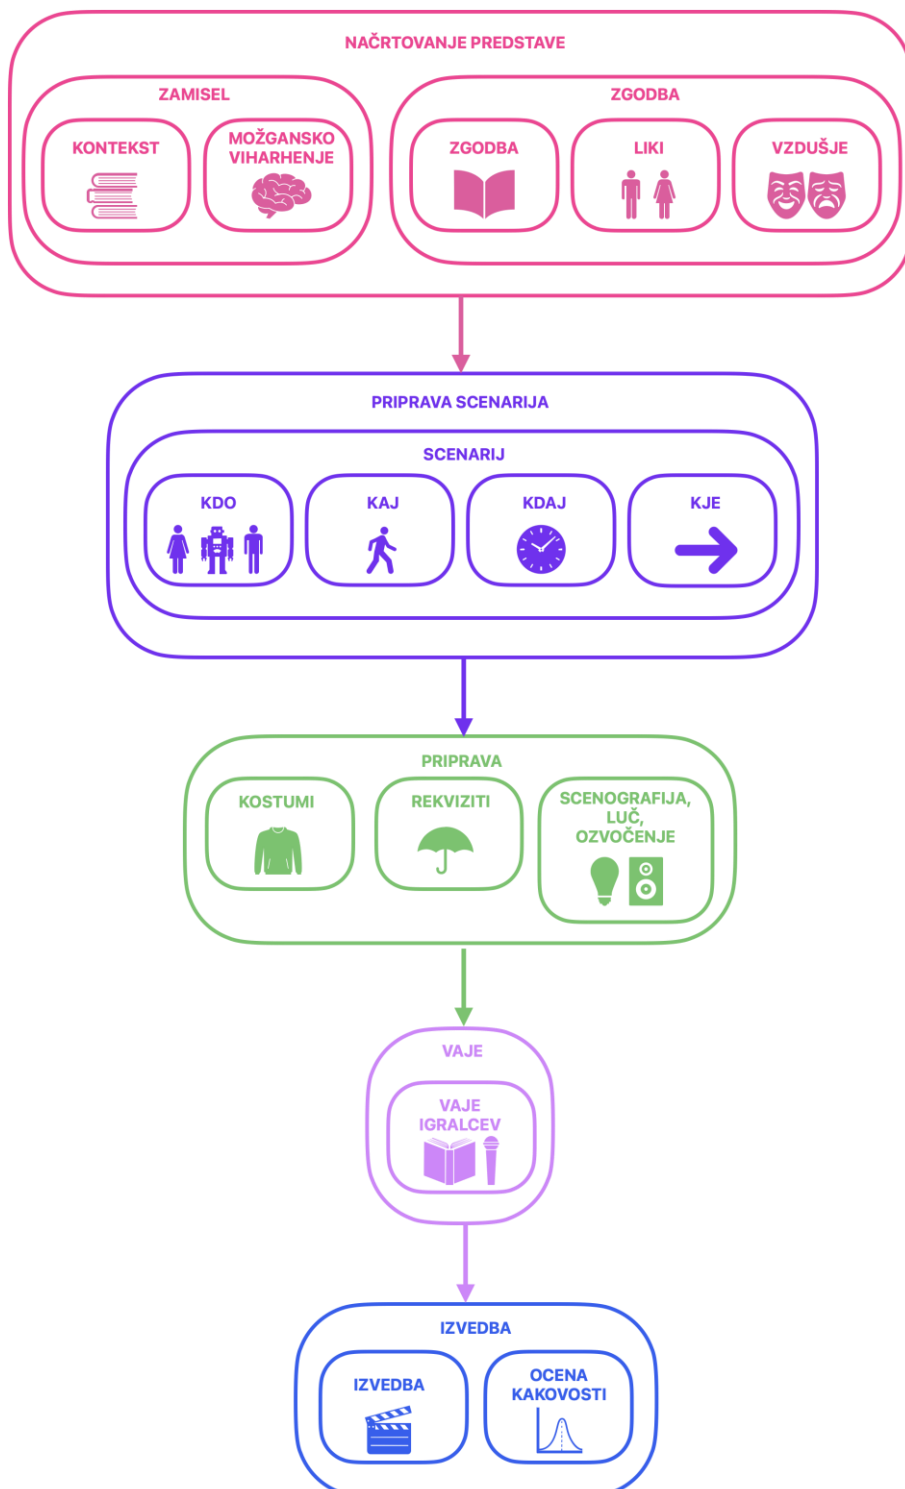 NAČRTOVANJE PREDSTAVE
ZAMISEL
KONTEKST
MOŽGANSKO
VIHARHENJE
ZGODBA
ZGODBA
LIKI
VZDUŠJE
PRIPRAVA SCENARIJA
SCENARIJ
KDO
KAJ
KDAJ
KJE
PRIPRAVA
KOSTUMI
REKVIZITI
SCENOGRAFIJA,
LUČ,
OZVOČENJE
VAJE
VAJE
IGRALCEV
IZVEDBA
IZVEDBA
OCENA
KAKOVOSTI